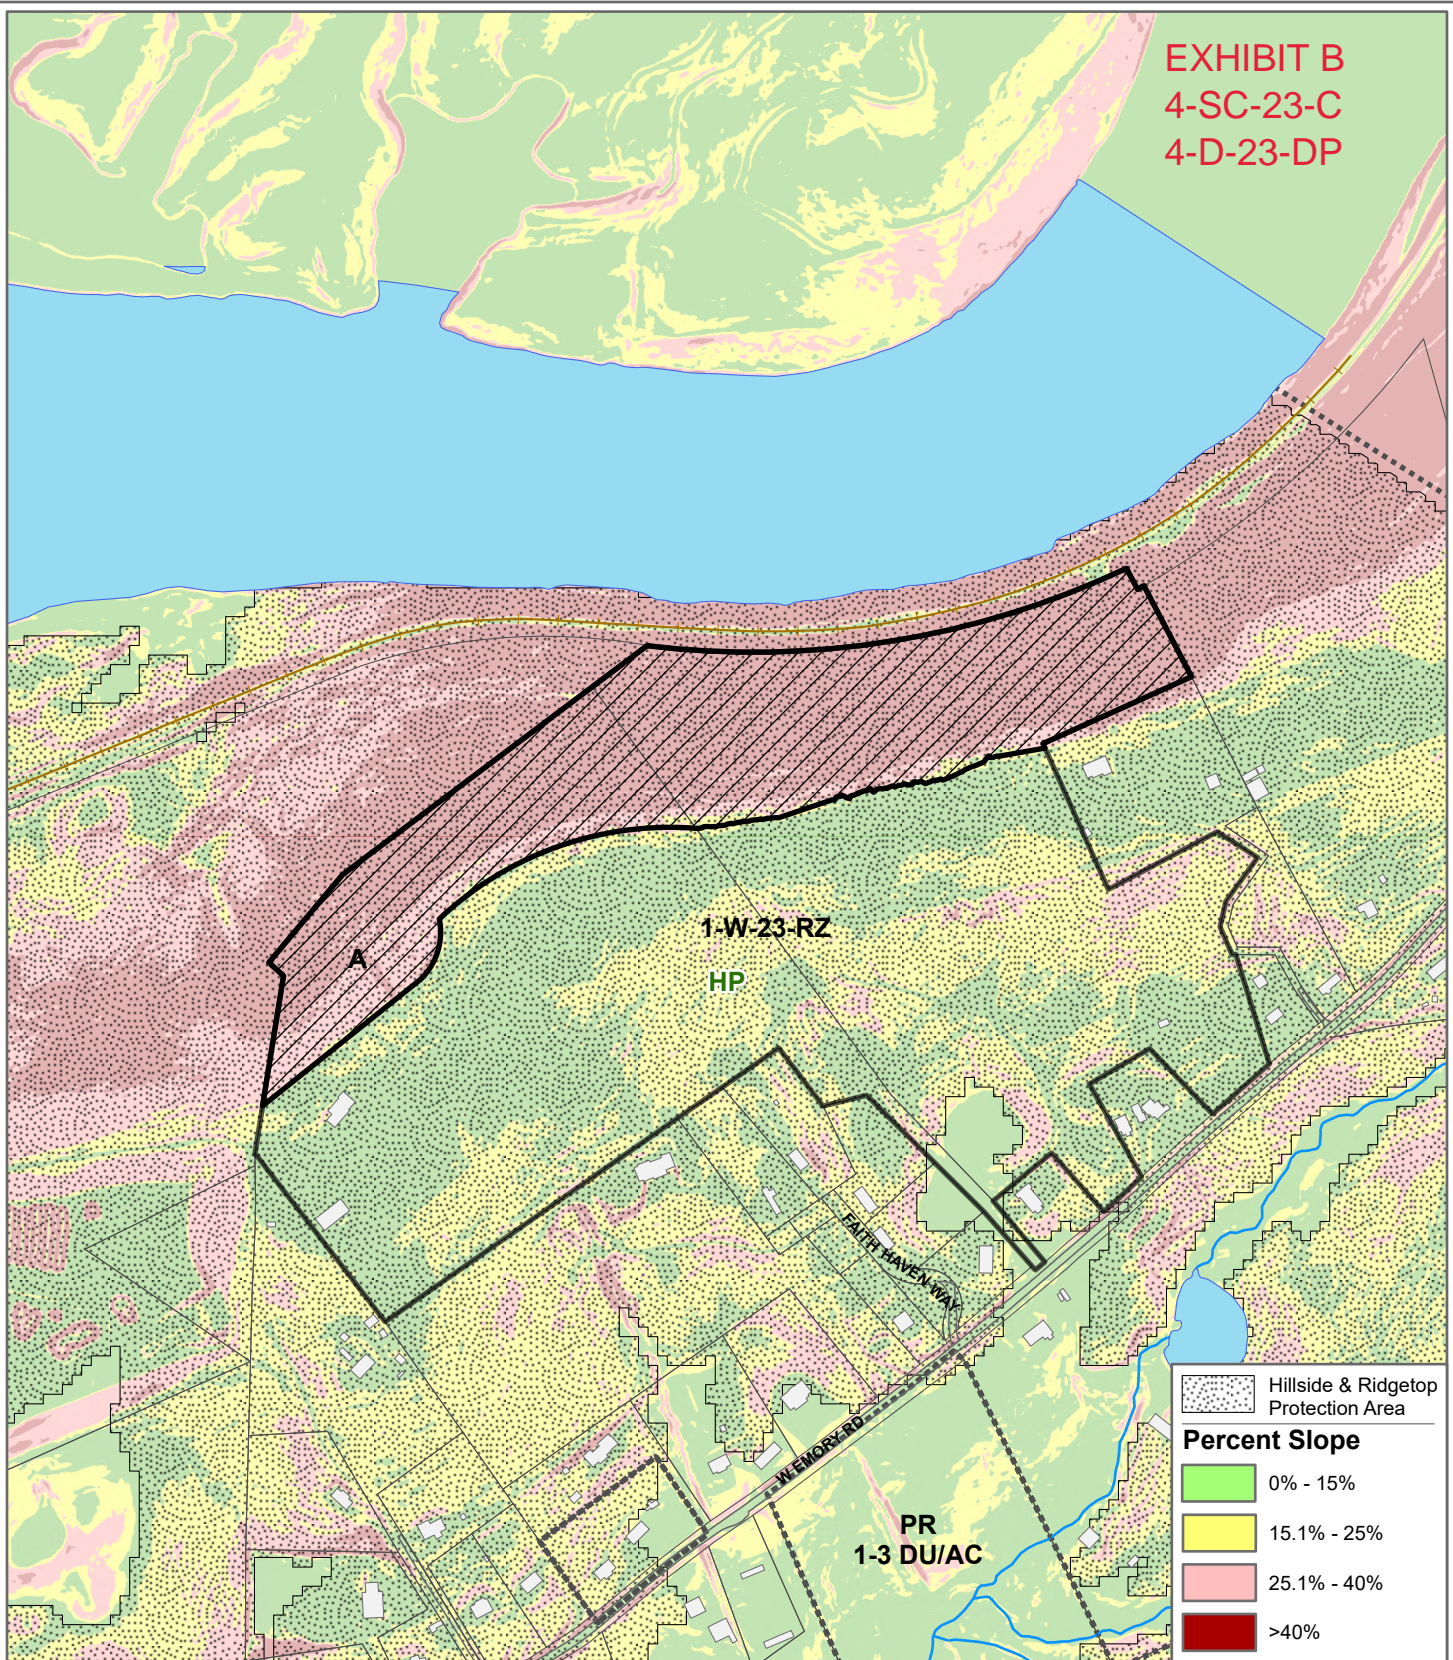 EXHIBIT B
4-SC-23-C
4-D-23-DP
1-W-23-RZ
A
HP
FAITH HAVEN WAY
W EMORY RD
PR
1-3 DU/AC
Hillside & Ridgetop
Protection Area
Percent Slope
0% - 15%
15.1% - 25%
25.1% - 40%
>40%